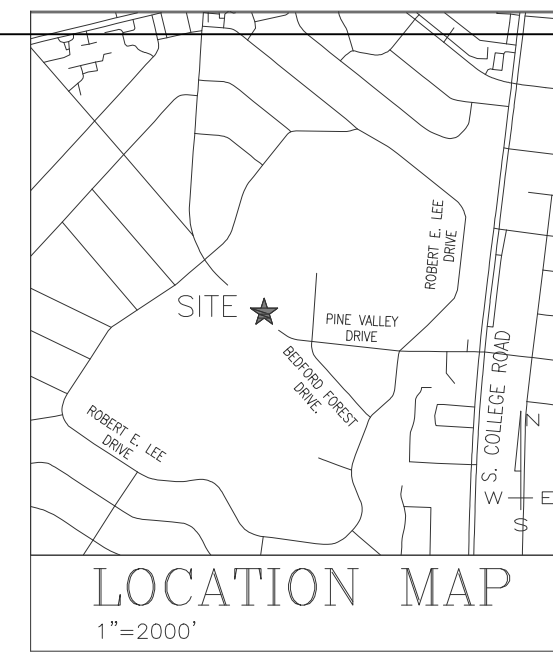 ROBERT E. LEE
DRIVE
SITE
PINE VALLEY
DRIVE
BEDFORD FOREST
DRIVE.
S. COLLEGE ROAD
ROBERT E. LEE
DRIVE
N
W E
S
LOCATION MAP
1"=2000'